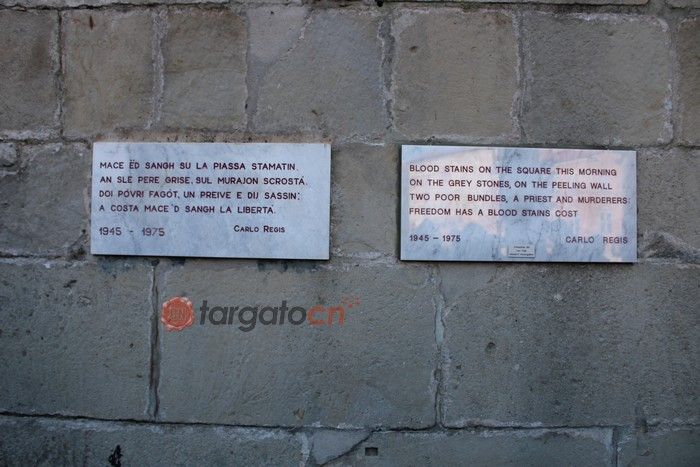 MACE ËD SANGH SU LA PIASSA STAMATIN,
AN SLE PERE GRISE, SUL MURAJON SCROSTÀ.
DOI PÒVRI FAGÒT, UN PREIVE E DIJ SASSIN:
A COSTA MACE 'D SANGH LA LIBERTÀ.
CARLO REGIS
1945 - 1975
BLOOD STAINS ON THE SQUARE THIS MORNING
ON THE GREY STONES, ON THE PEELING WALL
TWO POOR BUNDLES, A PRIEST AND MURDERERS:
FREEDOM HAS A BLOOD STAINS COST
1945 - 1975
CARLO REGIS
targatocn